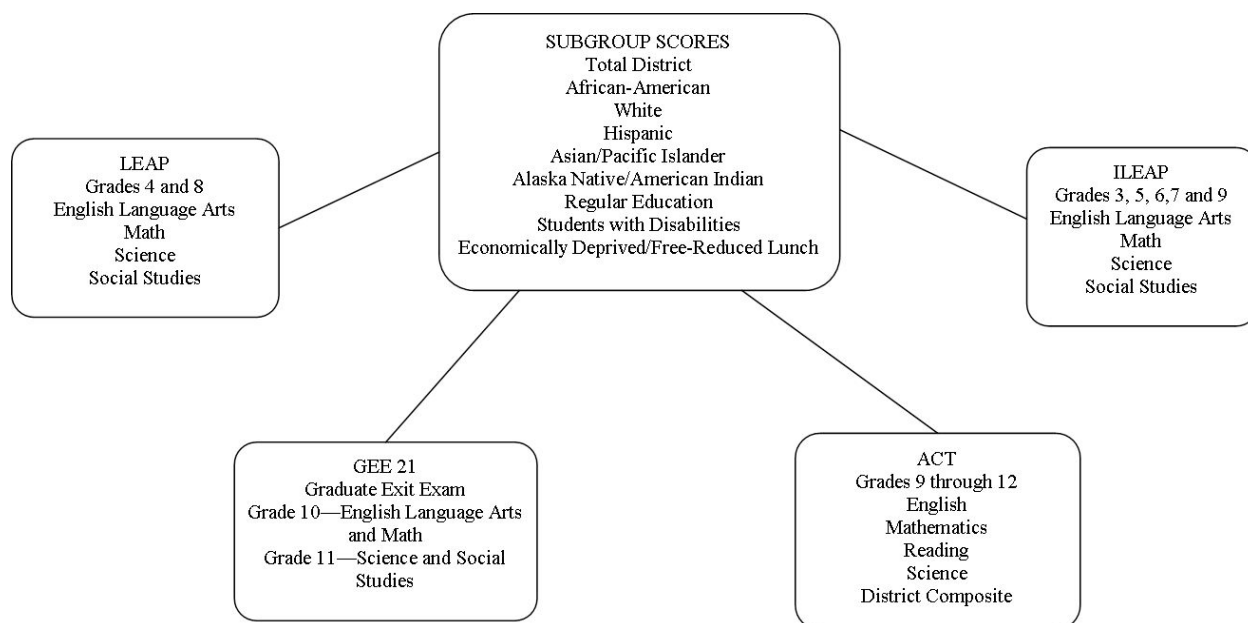 SUBGROUP SCORES
Total District
African-American
White
Hispanic
Asian/Pacific Islander
Alaska Native/American Indian
Regular Education
Students with Disabilities
Economically Deprived/Free-Reduced Lunch
LEAP
Grades 4 and 8
English Language Arts
Math
Science
Social Studies
ILEAP
Grades 3, 5, 6,7 and 9
English Language Arts
Math
Science
Social Studies
GEE 21
Graduate Exit Exam
Grade 10—English Language Arts
and Math
Grade 11—Science and Social
Studies
ACT
Grades 9 through 12
English
Mathematics
Reading
Science
District Composite